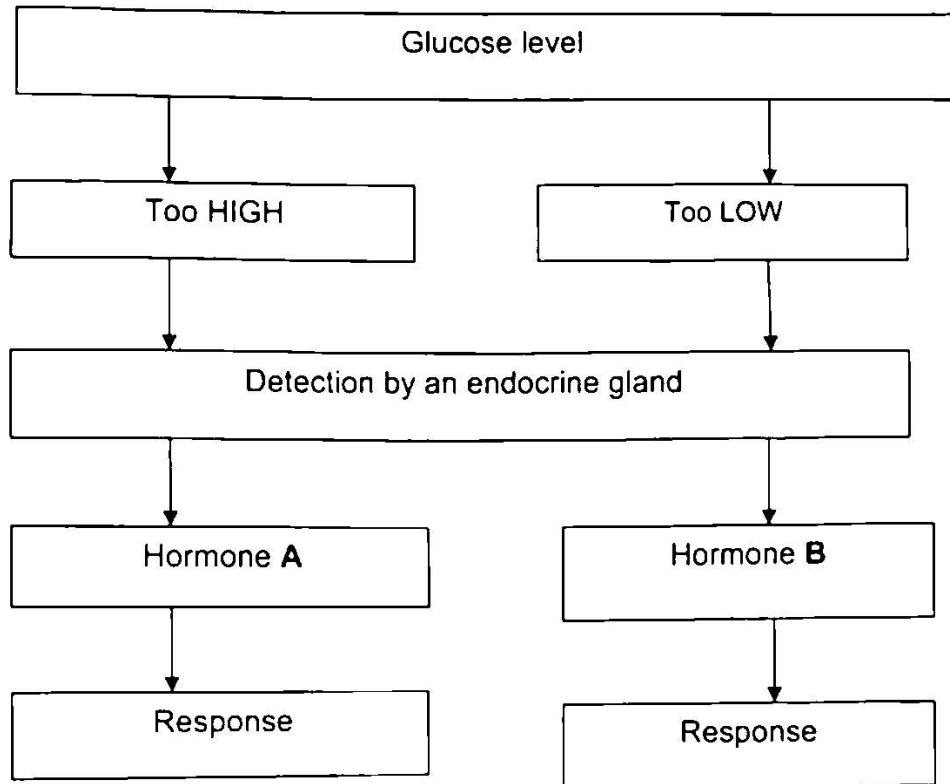 Glucose level
Too HIGH
Too LOW
Detection by an endocrine gland
Hormone A
Hormone B
Response
Response